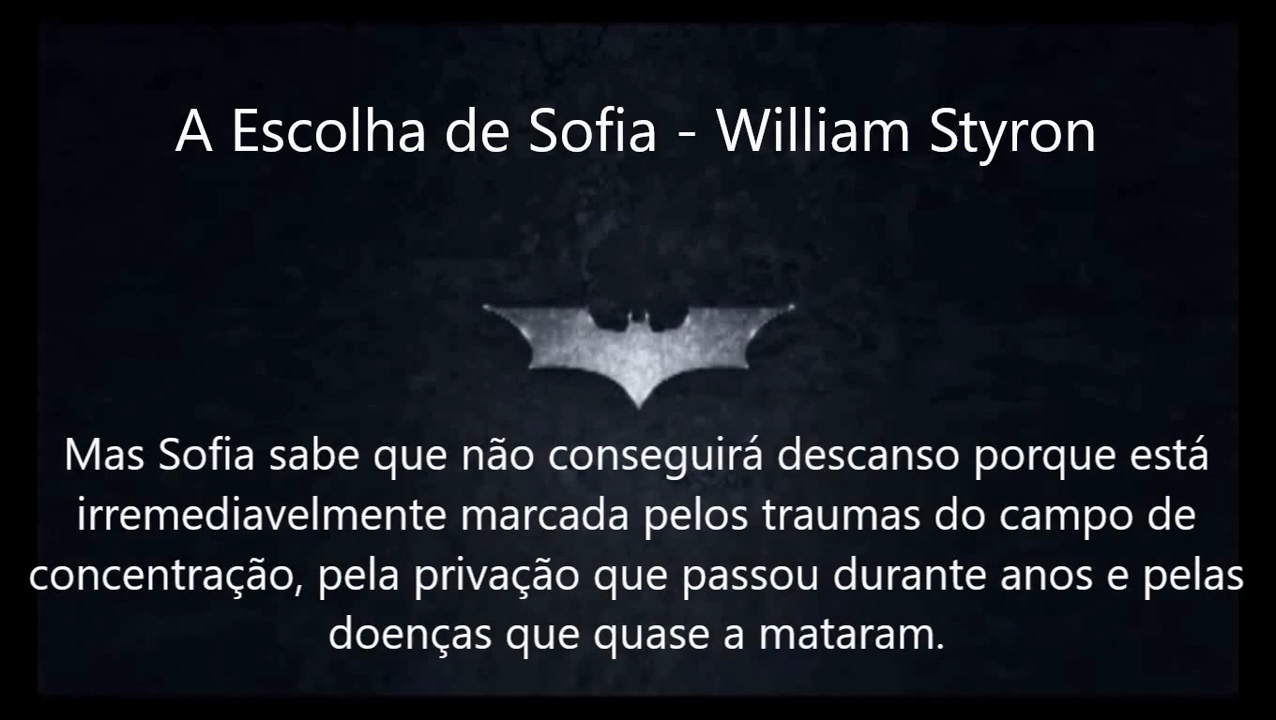 A Escolha de Sofia - William Styron
Mas Sofia sabe que não conseguirá descanso porque está
irremediavelmente marcada pelos traumas do campo de
concentração, pela privação que passou durante anos e pelas
doenças que quase a mataram.